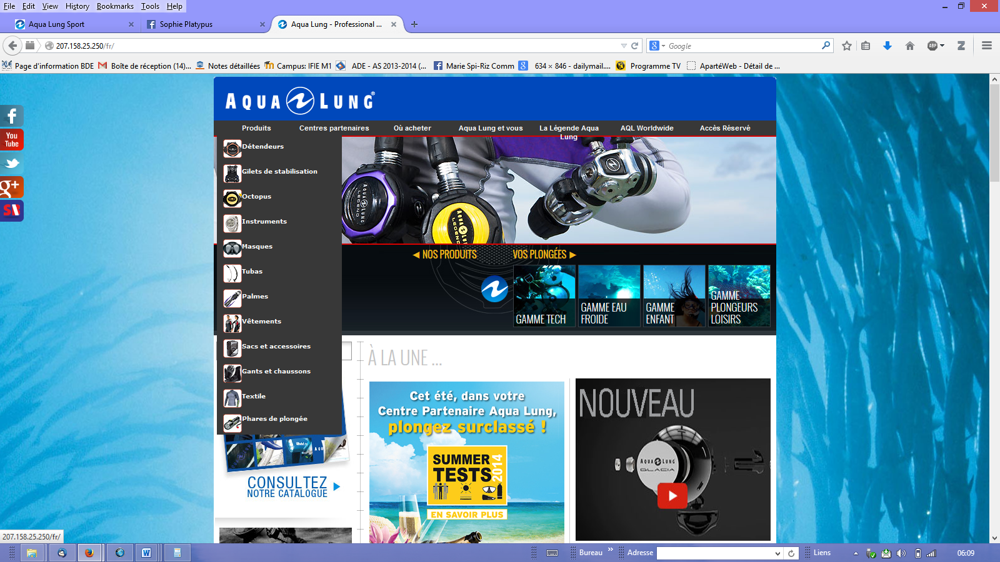 File Edit View History Bookmarks Tools Help
Aqua Lung Sport
Sophie Platypus
Aqua Lung - Professional ...
207.158.25.250/fr/
Google
ABP
Page d'information BDE
Boîte de réception (14)...
Notes détaillées
Campus: IFIE M1
ADE - AS 2013-2014 (...
Marie Spi-Riz Comm
634 × 846 - dailymail....
Programme TV
ApartéWeb - Détail de ...
AQUA LUNG®
Produits
Centres partenaires
Où acheter
Aqua Lung et vous
La Légende Aqua
Lung
AQL Worldwide
Accès Réservé
You
Tube
g+
Détendeurs
Gilets de stabilisation
Octopus
Instruments
Masques
Tubas
Palmes
Vêtements
Sacs et accessoires
Gants et chaussons
Textile
Phares de plongée
AQUA LUNG
LEGEND
AQUA LUNG
LEGEND
NOS PRODUITS
VOS PLONGÉES
GAMME TECH
GAMME EAU
FROIDE
GAMME
ENFANT
GAMME
PLONGEURS
LOISIRS
CONSULTEZ
NOTRE CATALOGUE
À LA UNE ...
Cet été, dans votre
Centre Partenaire Aqua Lung,
plongez surclassé !
SUMMER
TESTS
2014
EN SAVOIR PLUS
NOUVEAU
AQUA LUNG
GLACIA
207.158.25.250/fr/
Bureau
Adresse
Liens
06:09